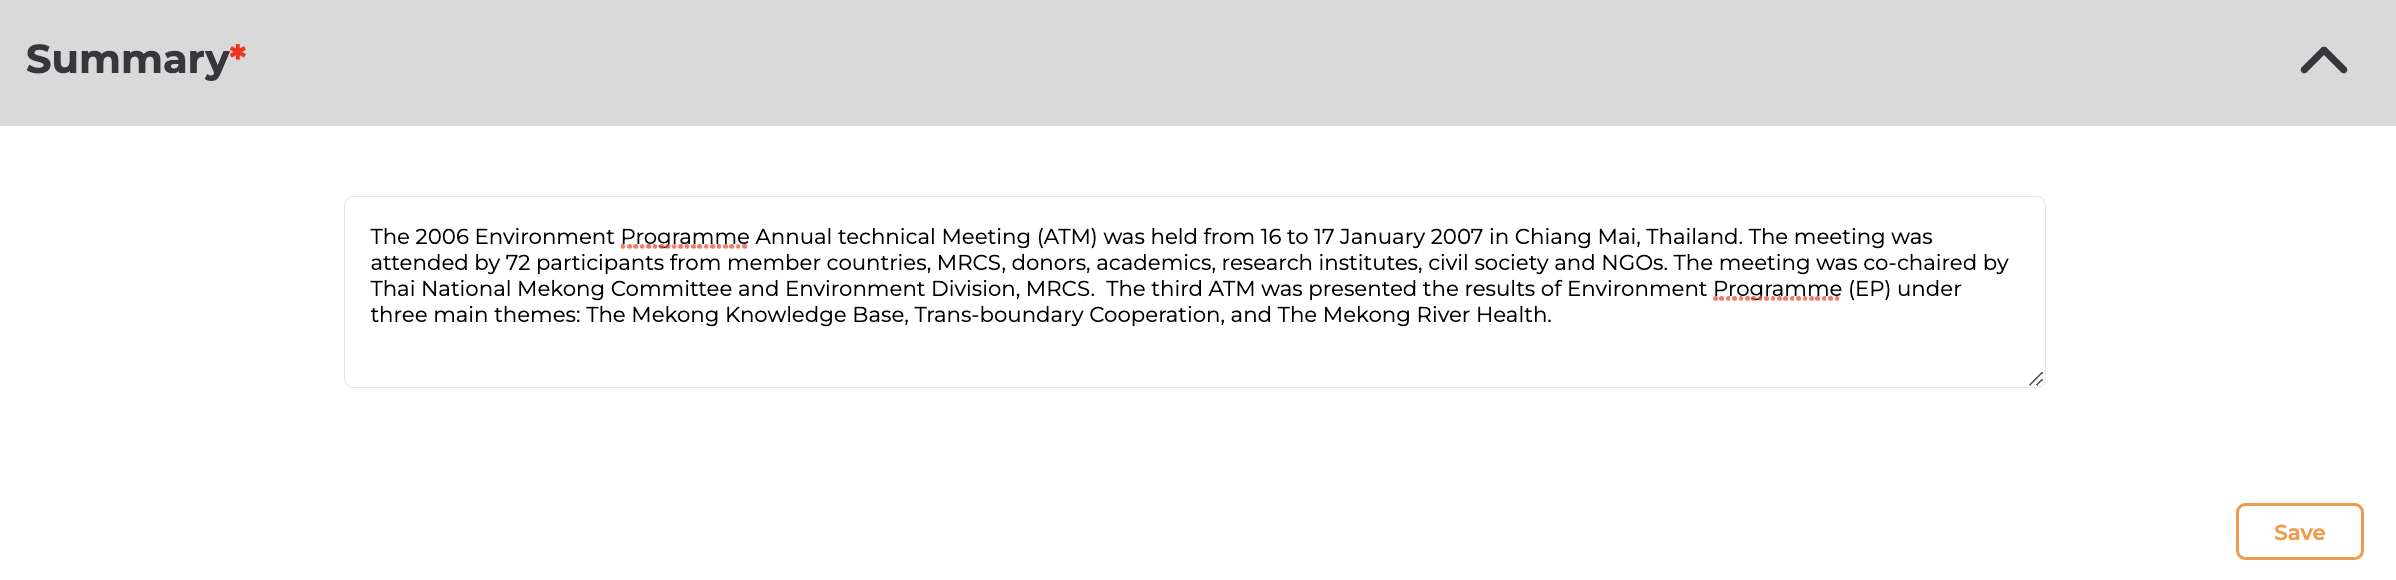 Summary*
The 2006 Environment Programme Annual technical Meeting (ATM) was held from 16 to 17 January 2007 in Chiang Mai, Thailand. The meeting was
attended by 72 participants from member countries, MRCS, donors, academics, research institutes, civil society and NGOs. The meeting was co-chaired by
Thai National Mekong Committee and Environment Division, MRCS.  The third ATM was presented the results of Environment Programme (EP) under
three main themes: The Mekong Knowledge Base, Trans-boundary Cooperation, and The Mekong River Health.
Save